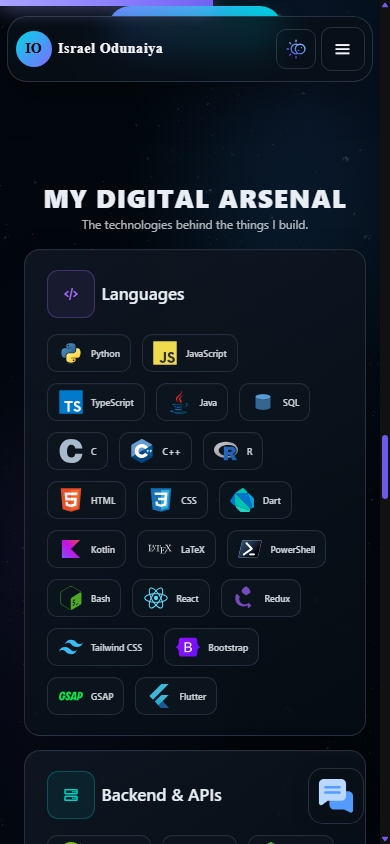 IO Israel Odunaiya
MY DIGITAL ARSENAL
The technologies behind the things I build.
</> Languages
Python JS JavaScript
TS TypeScript Java SQL
C C C++ C++ R R
HTML CSS Dart
Kotlin LaTeX LaTeX PowerShell
Bash React Redux
Tailwind CSS B Bootstrap
GSAP GSAP Flutter
Backend & APIs